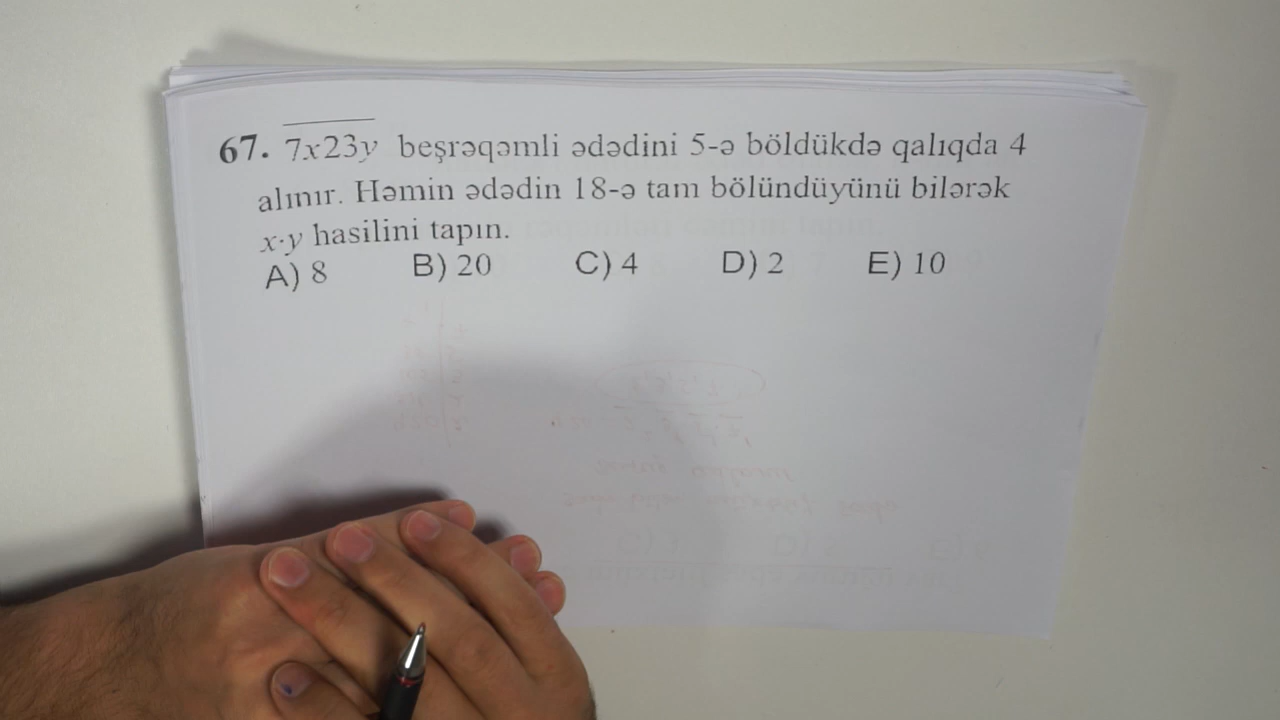 67. 7x23y beşrəqəmli ədədini 5-ə böldükdə qalıqda 4
alınır. Həmin ədədin 18-ə tam bölündüyünü bilərək
x·y hasilini tapın.
A) 8 B) 20 C) 4 D) 2 E) 10